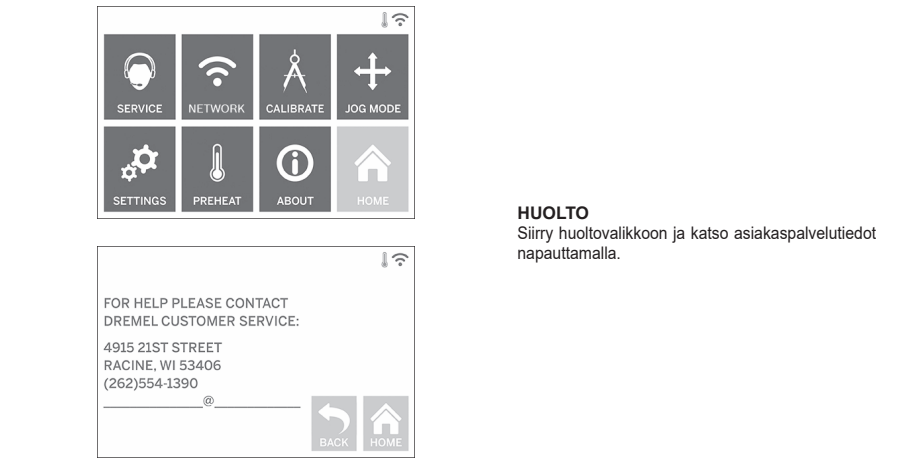 SERVICE NETWORK CALIBRATE JOG MODE
SETTINGS PREHEAT ABOUT HOME
FOR HELP PLEASE CONTACT
DREMEL CUSTOMER SERVICE:
4915 21ST STREET
RACINE, WI 53406
(262)554-1390
@
BACK HOME
HUOLTO
Siirry huoltovalikkoon ja katso asiakaspalvelutiedot
napauttamalla.